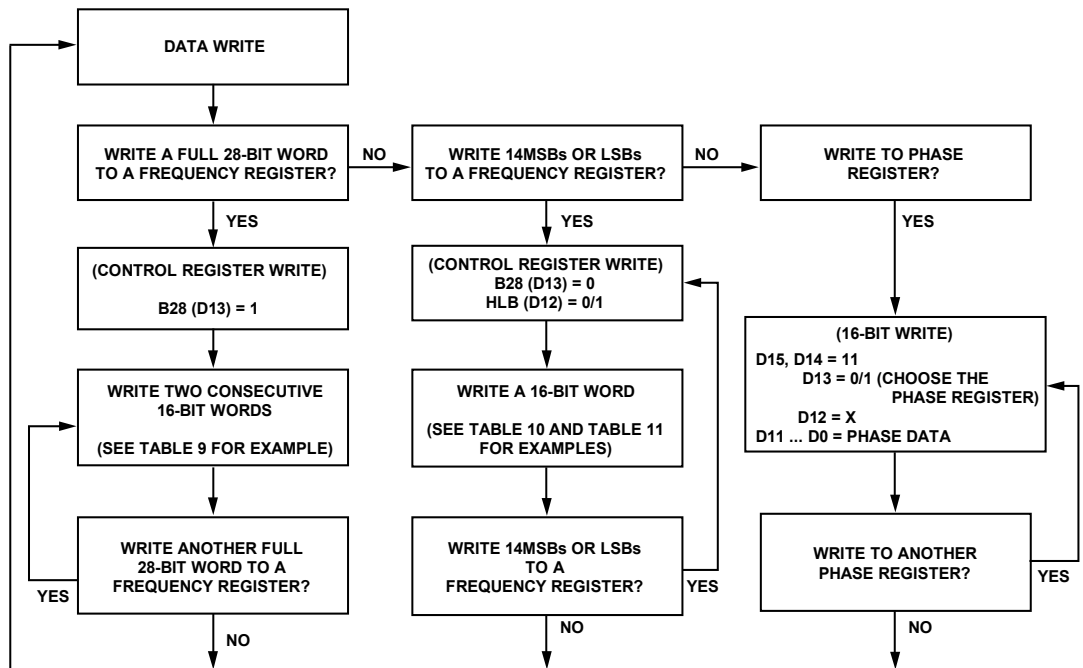 DATA WRITE
WRITE A FULL 28-BIT WORD
TO A FREQUENCY REGISTER?
NO
WRITE 14MSBs OR LSBs
TO A FREQUENCY REGISTER?
NO
WRITE TO PHASE
REGISTER?
YES
YES
YES
(CONTROL REGISTER WRITE)
B28 (D13) = 1
(CONTROL REGISTER WRITE)
B28 (D13) = 0
HLB (D12) = 0/1
(16-BIT WRITE)
D15, D14 = 11
D13 = 0/1 (CHOOSE THE
PHASE REGISTER)
D12 = X
D11 ... D0 = PHASE DATA
WRITE TWO CONSECUTIVE
16-BIT WORDS
(SEE TABLE 9 FOR EXAMPLE)
WRITE A 16-BIT WORD
(SEE TABLE 10 AND TABLE 11
FOR EXAMPLES)
WRITE ANOTHER FULL
28-BIT WORD TO A
FREQUENCY REGISTER?
YES
NO
WRITE 14MSBs OR LSBs
TO A
FREQUENCY REGISTER?
YES
NO
WRITE TO ANOTHER
PHASE REGISTER?
YES
NO